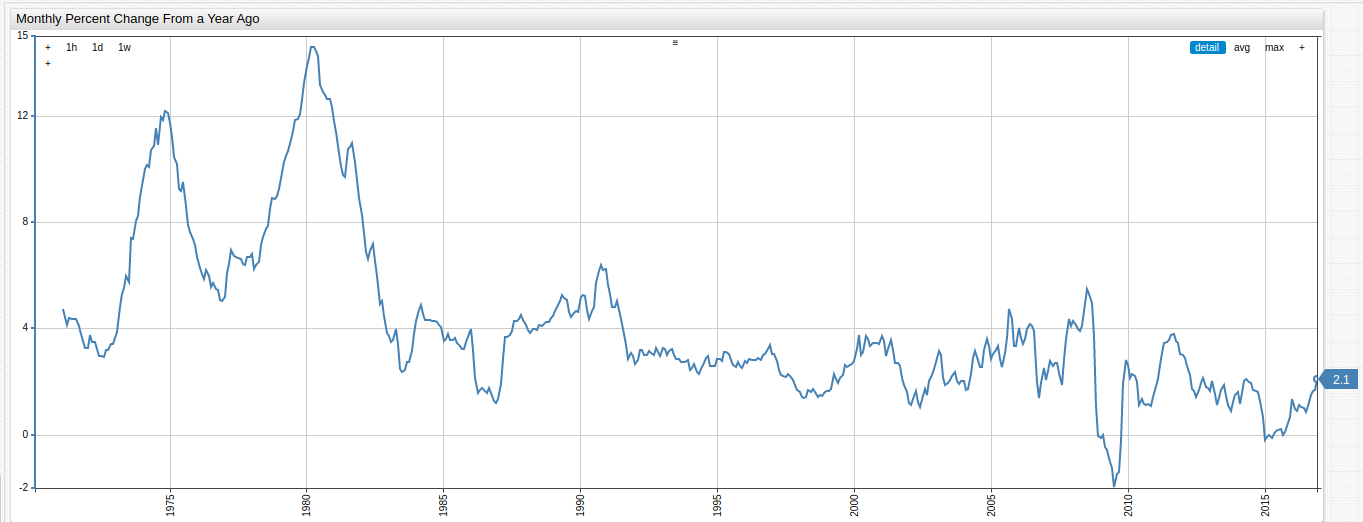 Monthly Percent Change From a Year Ago
15
+ 1h 1d 1w
≡
detail avg max +
+
12
8
4
2.1
0
-2
1975 1980 1985 1990 1995 2000 2005 2010 2015